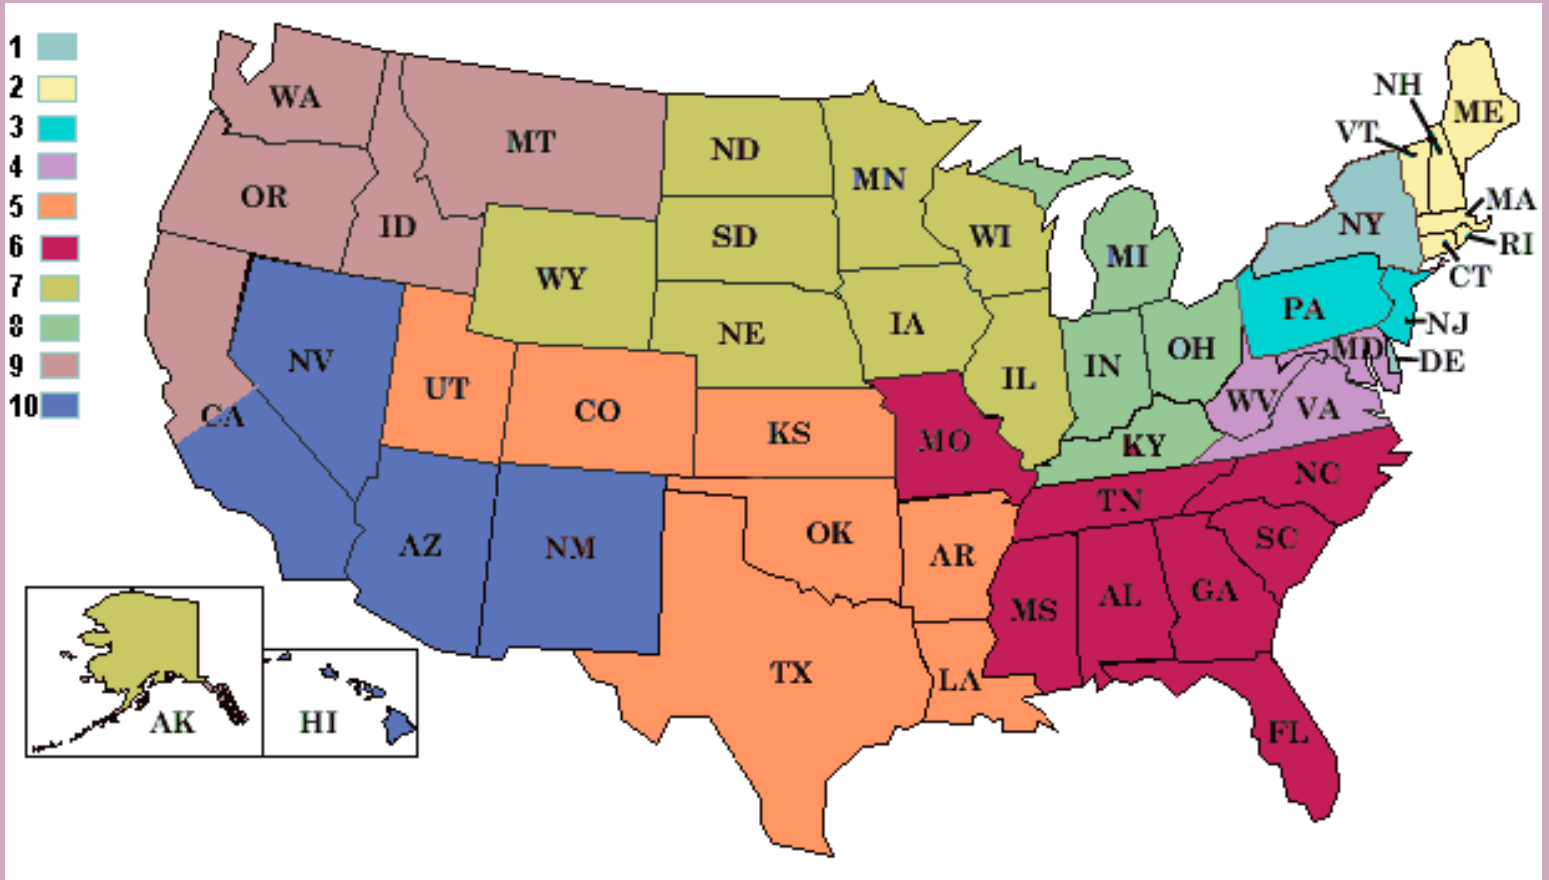 1
2
3
4
5
6
7
8
9
10
WA
OR
ID
MT
ND
MN
SD
WI
WY
NE
IA
MI
NH
VT
ME
NY
MA
RI
CT
PA
NJ
DE
MD
OH
IN
IL
WV
VA
KY
NV
UT
CO
KS
MO
CA
TN
NC
SC
AZ
NM
OK
AR
MS
AL
GA
TX
LA
FL
AK
HI